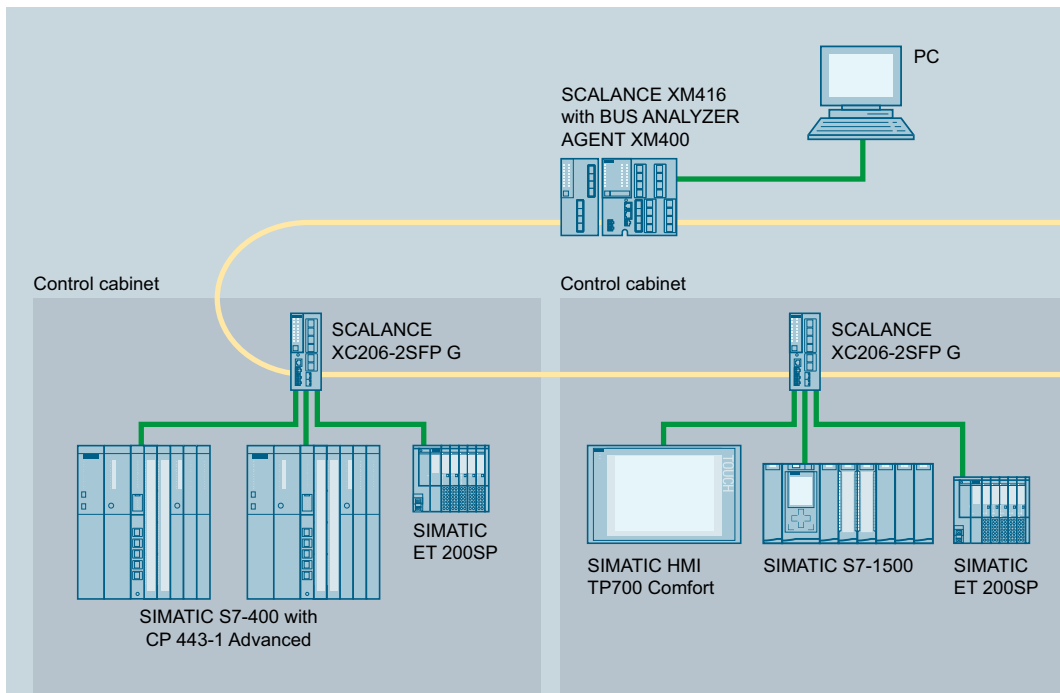 PC
SCALANCE XM416
with BUS ANALYZER
AGENT XM400
Control cabinet
Control cabinet
SCALANCE
XC206-2SFP G
SCALANCE
XC206-2SFP G
TOUCH
SIMATIC
ET 200SP
SIMATIC S7-400 with
CP 443-1 Advanced
SIMATIC HMI
TP700 Comfort
SIMATIC S7-1500
SIMATIC
ET 200SP